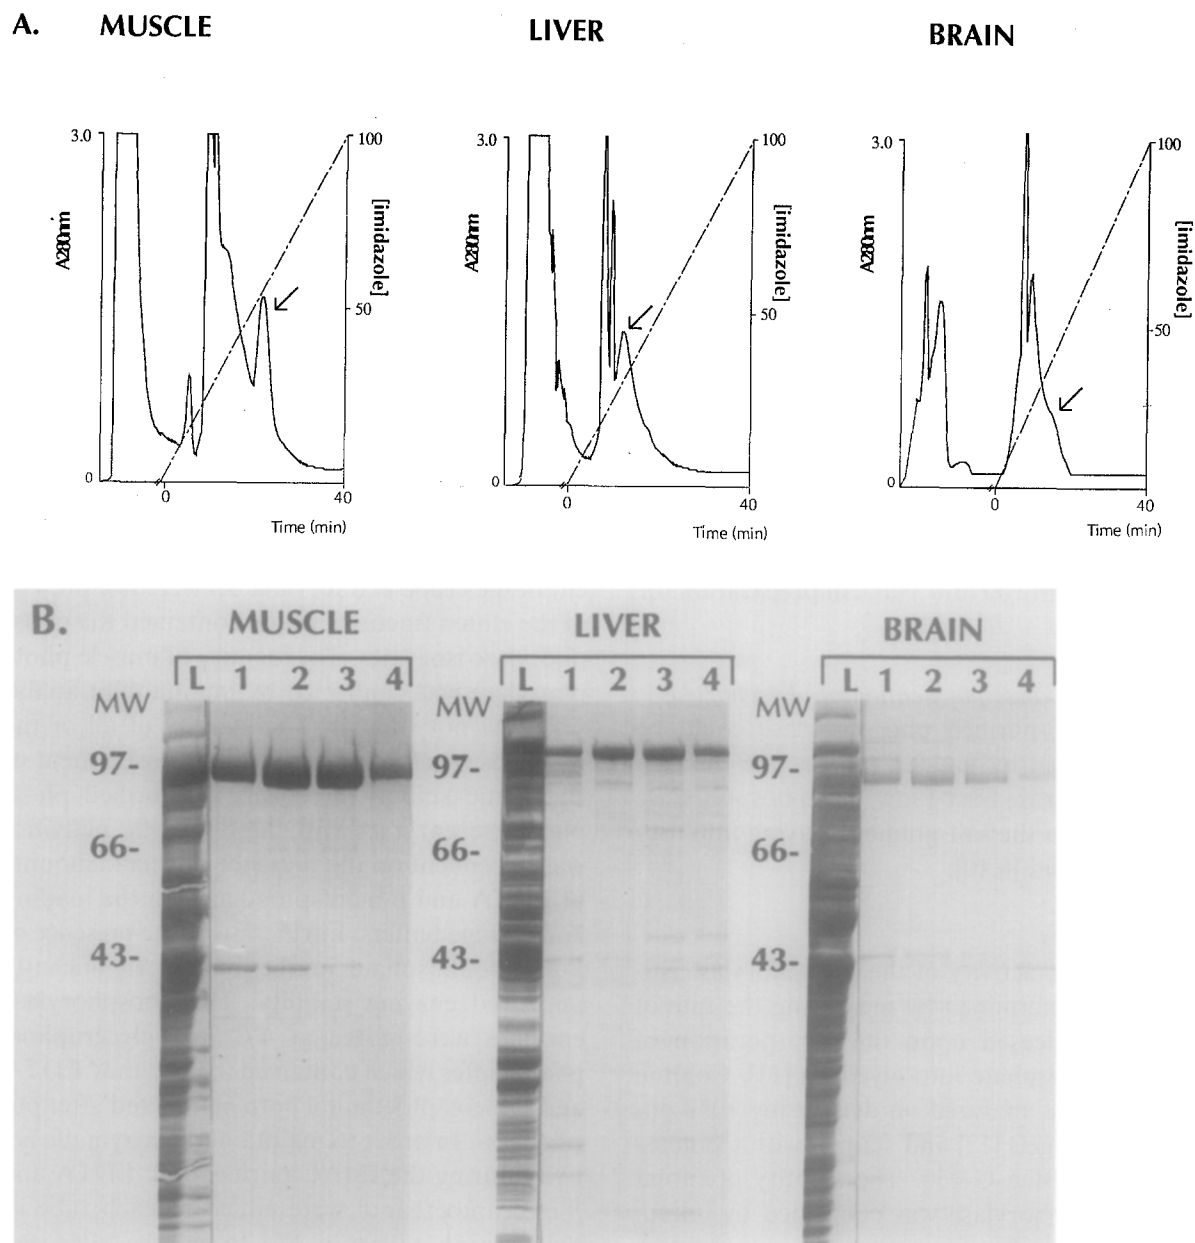 A. MUSCLE LIVER BRAIN
3.0 100 3.0 100 3.0 100
A280nm [imidazole] A280nm [imidazole] A280nm [imidazole]
50 50 50
0 0 0
0 40 0 40 0 40
Time (min) Time (min) Time (min)
B. MUSCLE LIVER BRAIN
L 1 2 3 4 L 1 2 3 4 L 1 2 3 4
MW MW MW
97- 97- 97-
66- 66- 66-
43- 43- 43-